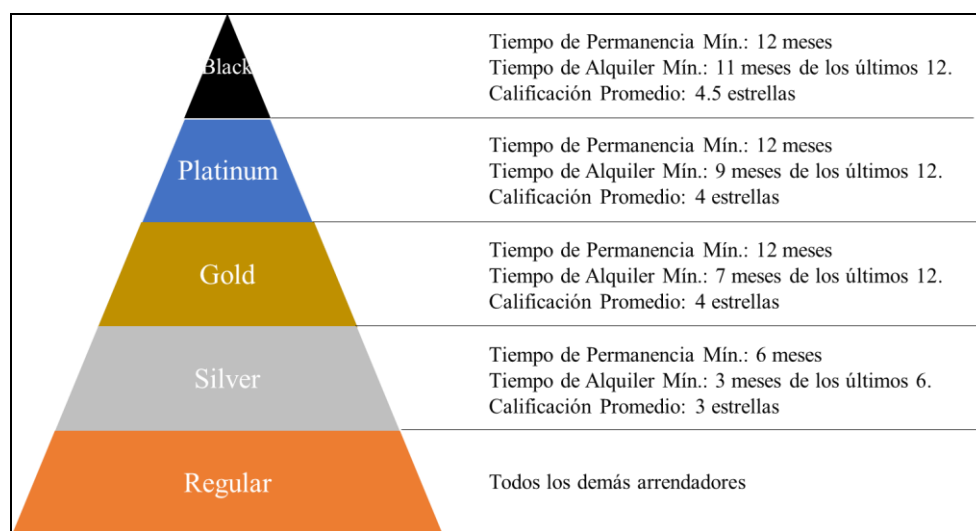 Black
Tiempo de Permanencia Mín.: 12 meses
Tiempo de Alquiler Mín.: 11 meses de los últimos 12.
Calificación Promedio: 4.5 estrellas
Platinum
Tiempo de Permanencia Mín.: 12 meses
Tiempo de Alquiler Mín.: 9 meses de los últimos 12.
Calificación Promedio: 4 estrellas
Gold
Tiempo de Permanencia Mín.: 12 meses
Tiempo de Alquiler Mín.: 7 meses de los últimos 12.
Calificación Promedio: 4 estrellas
Silver
Tiempo de Permanencia Mín.: 6 meses
Tiempo de Alquiler Mín.: 3 meses de los últimos 6.
Calificación Promedio: 3 estrellas
Regular
Todos los demás arrendadores